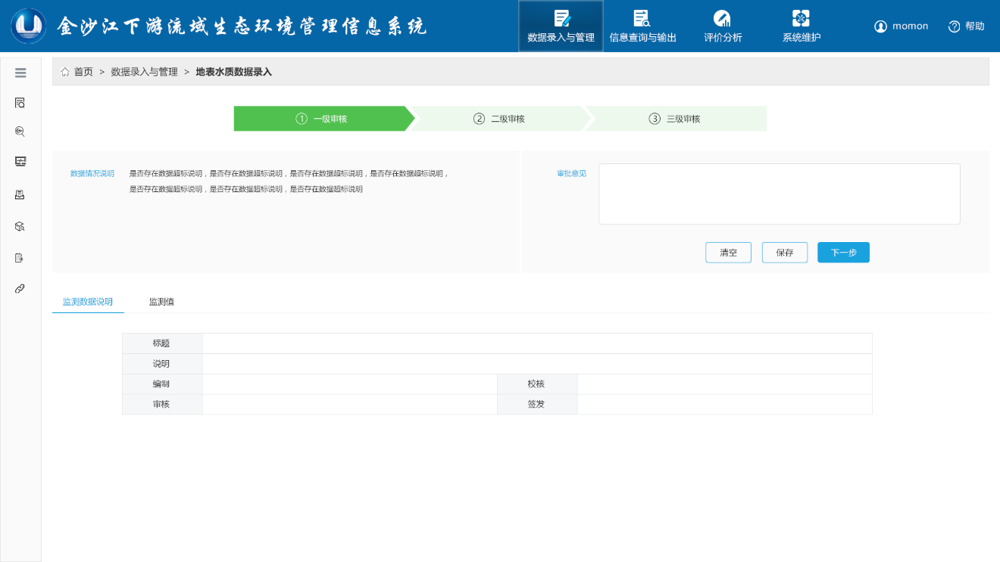 金沙江下游流域生态环境管理信息系统
数据录入与管理
信息查询与输出
评价分析
系统维护
momon
帮助
首页 > 数据录入与管理 > 地表水质数据录入
1 一级审核
2 二级审核
3 三级审核
数据情况说明
是否存在数据超标说明，是否存在数据超标说明，是否存在数据超标说明，是否存在数据超标说明，
是否存在数据超标说明，是否存在数据超标说明，是否存在数据超标说明
审批意见
清空
保存
下一步
监测数据说明
监测值
标题
说明
编制
校核
审核
签发